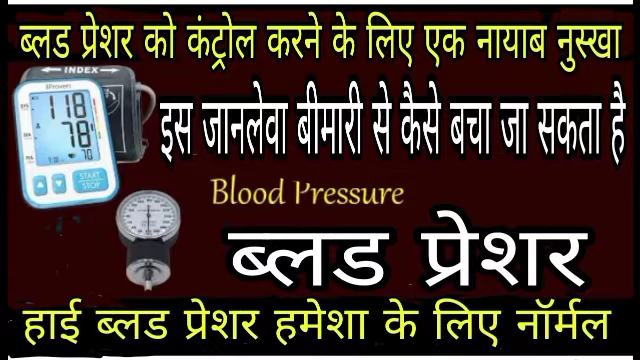 ब्लड प्रेशर को कंट्रोल करने के लिए एक नायाब नुस्खा
INDEX
iProven
118
78
70
START
STOP
इस जानलेवा बीमारी से कैसे बचा जा सकता है
Blood Pressure
ब्लड प्रेशर
हाई ब्लड प्रेशर हमेशा के लिए नॉर्मल